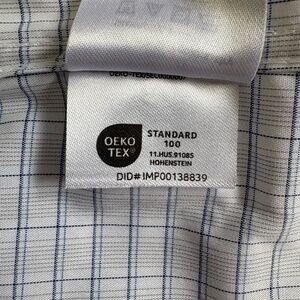 OEKO
TEX®
STANDARD
100
11.HUS.91085
HOHENSTEIN
DID# IMP00138839